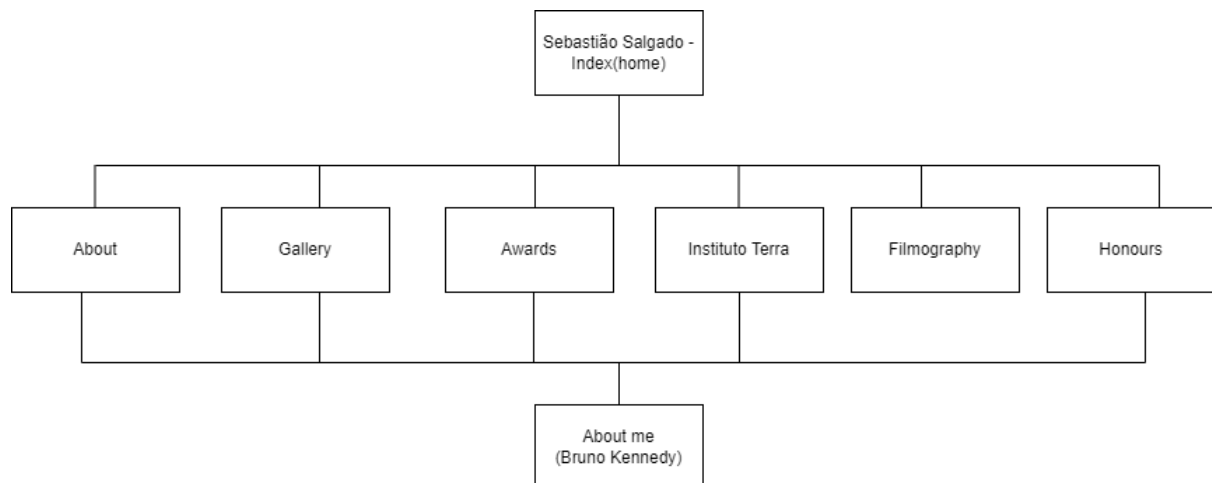 Sebastião Salgado -
Index(home)
About
Gallery
Awards
Instituto Terra
Filmography
Honours
About me
(Bruno Kennedy)